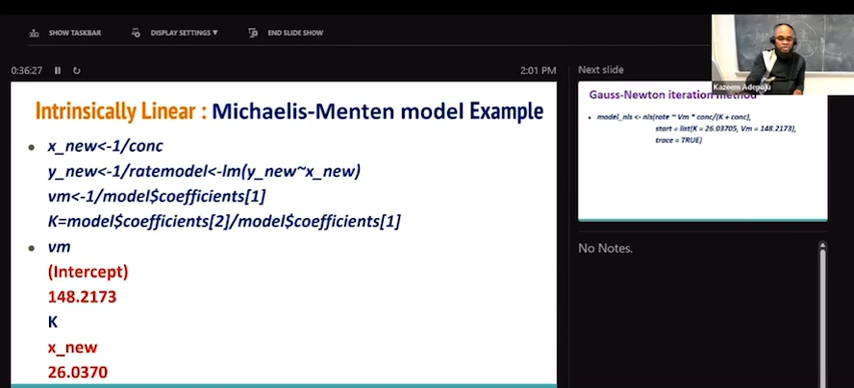 SHOW TASKBAR
DISPLAY SETTINGS ▼
END SLIDE SHOW
0:36:27
2:01 PM
Intrinsically Linear : Michaelis-Menten model Example
• x_new<-1/conc
y_new<-1/ratemodel<-lm(y_new~x_new)
vm<-1/model$coefficients[1]
K=model$coefficients[2]/model$coefficients[1]
• vm
(Intercept)
148.2173
K
x_new
26.0370
Next slide
Kazeem Adepoju
Gauss-Newton iteration method
• model_nls <- nls(rate ~ Vm * conc/(K + conc),
start = list(K = 26.03705, Vm = 148.2173),
trace = TRUE)
No Notes.